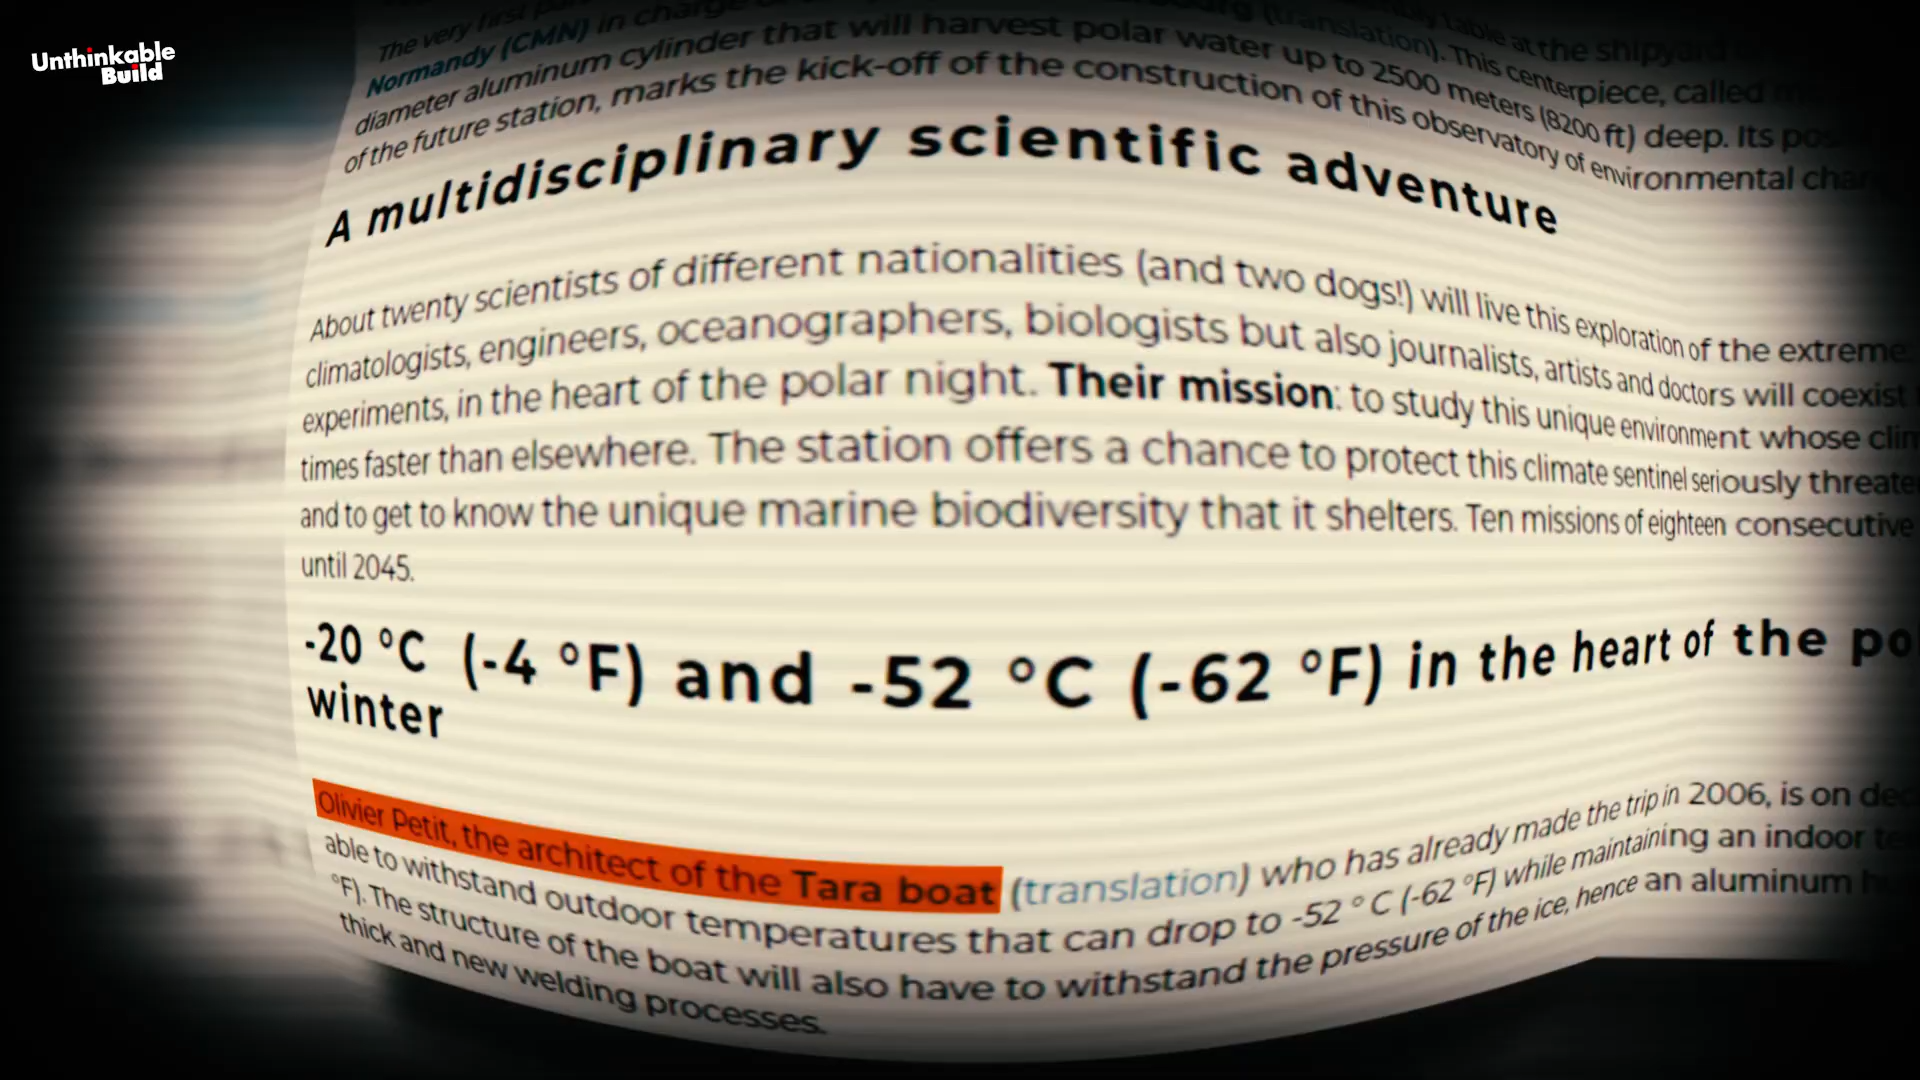 Unthinkable
Build
The very first
Normandy (CMN) in charge of (translation). This centerpiece, called
diameter aluminum cylinder that will harvest polar water up to 2500 meters (8200 ft) deep. Its
of the future station, marks the kick-off of the construction of this observatory of environmental
A multidisciplinary scientific adventure
About twenty scientists of different nationalities (and two dogs!) will live this exploration of the extreme
climatologists, engineers, oceanographers, biologists but also journalists, artists and doctors will coexist
experiments, in the heart of the polar night. Their mission: to study this unique environment whose
times faster than elsewhere. The station offers a chance to protect this climate sentinel seriously
and to get to know the unique marine biodiversity that it shelters. Ten missions of eighteen consecutive
until 2045.
-20 °C (-4 °F) and -52 °C (-62 °F) in the heart of the po
winter
Olivier Petit, the architect of the Tara boat (translation) who has already made the trip in 2006, is on
able to withstand outdoor temperatures that can drop to -52 ° C (-62 °F) while maintaining an indoor
°F). The structure of the boat will also have to withstand the pressure of the ice, hence an aluminum
thick and new welding processes.